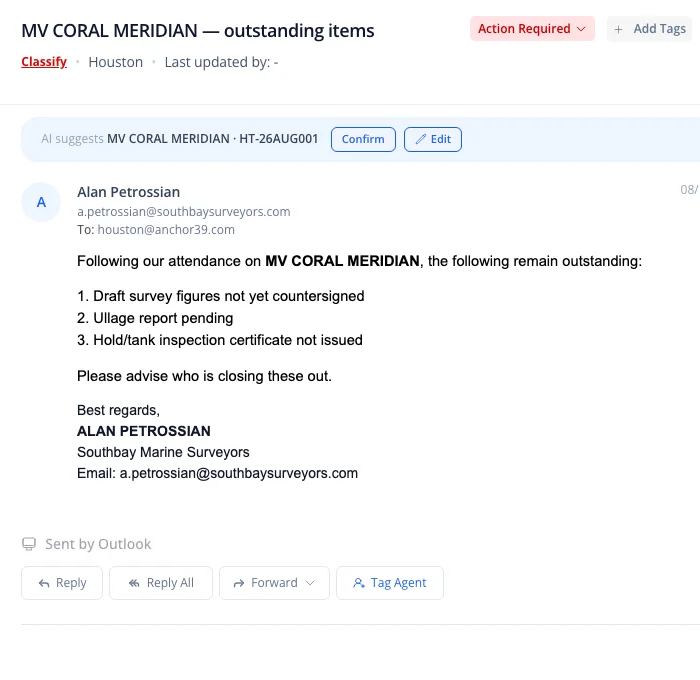 MV CORAL MERIDIAN — outstanding items
Action Required
+ Add Tags
Classify • Houston • Last updated by: -
AI suggests MV CORAL MERIDIAN · HT-26AUG001
Confirm
Edit
A
Alan Petrossian
08/
a.petrossian@southbaysurveyors.com
To: houston@anchor39.com
Following our attendance on MV CORAL MERIDIAN, the following remain outstanding:
1. Draft survey figures not yet countersigned
2. Ullage report pending
3. Hold/tank inspection certificate not issued
Please advise who is closing these out.
Best regards,
ALAN PETROSSIAN
Southbay Marine Surveyors
Email: a.petrossian@southbaysurveyors.com
Sent by Outlook
Reply
Reply All
Forward
Tag Agent